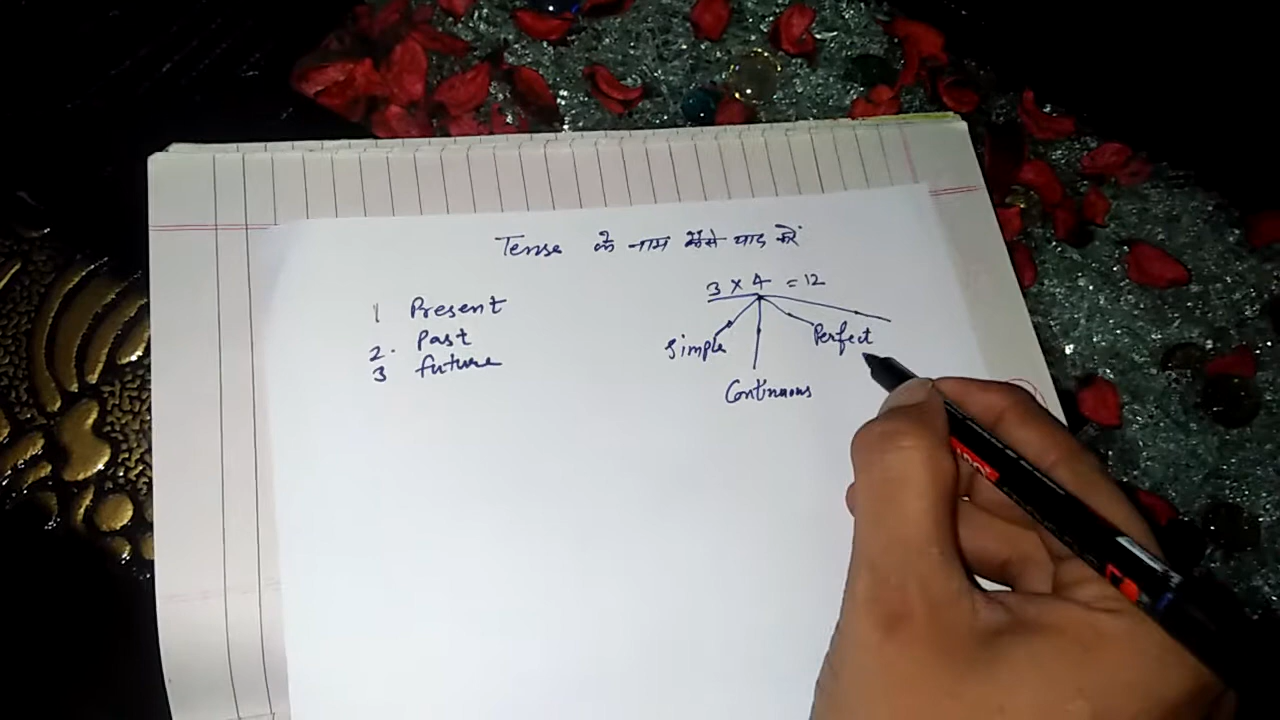 Tense के नाम कैसे याद करें
1 Present
2. Past
3 future
3 x 4 = 12
Simple
Continuous
Perfect